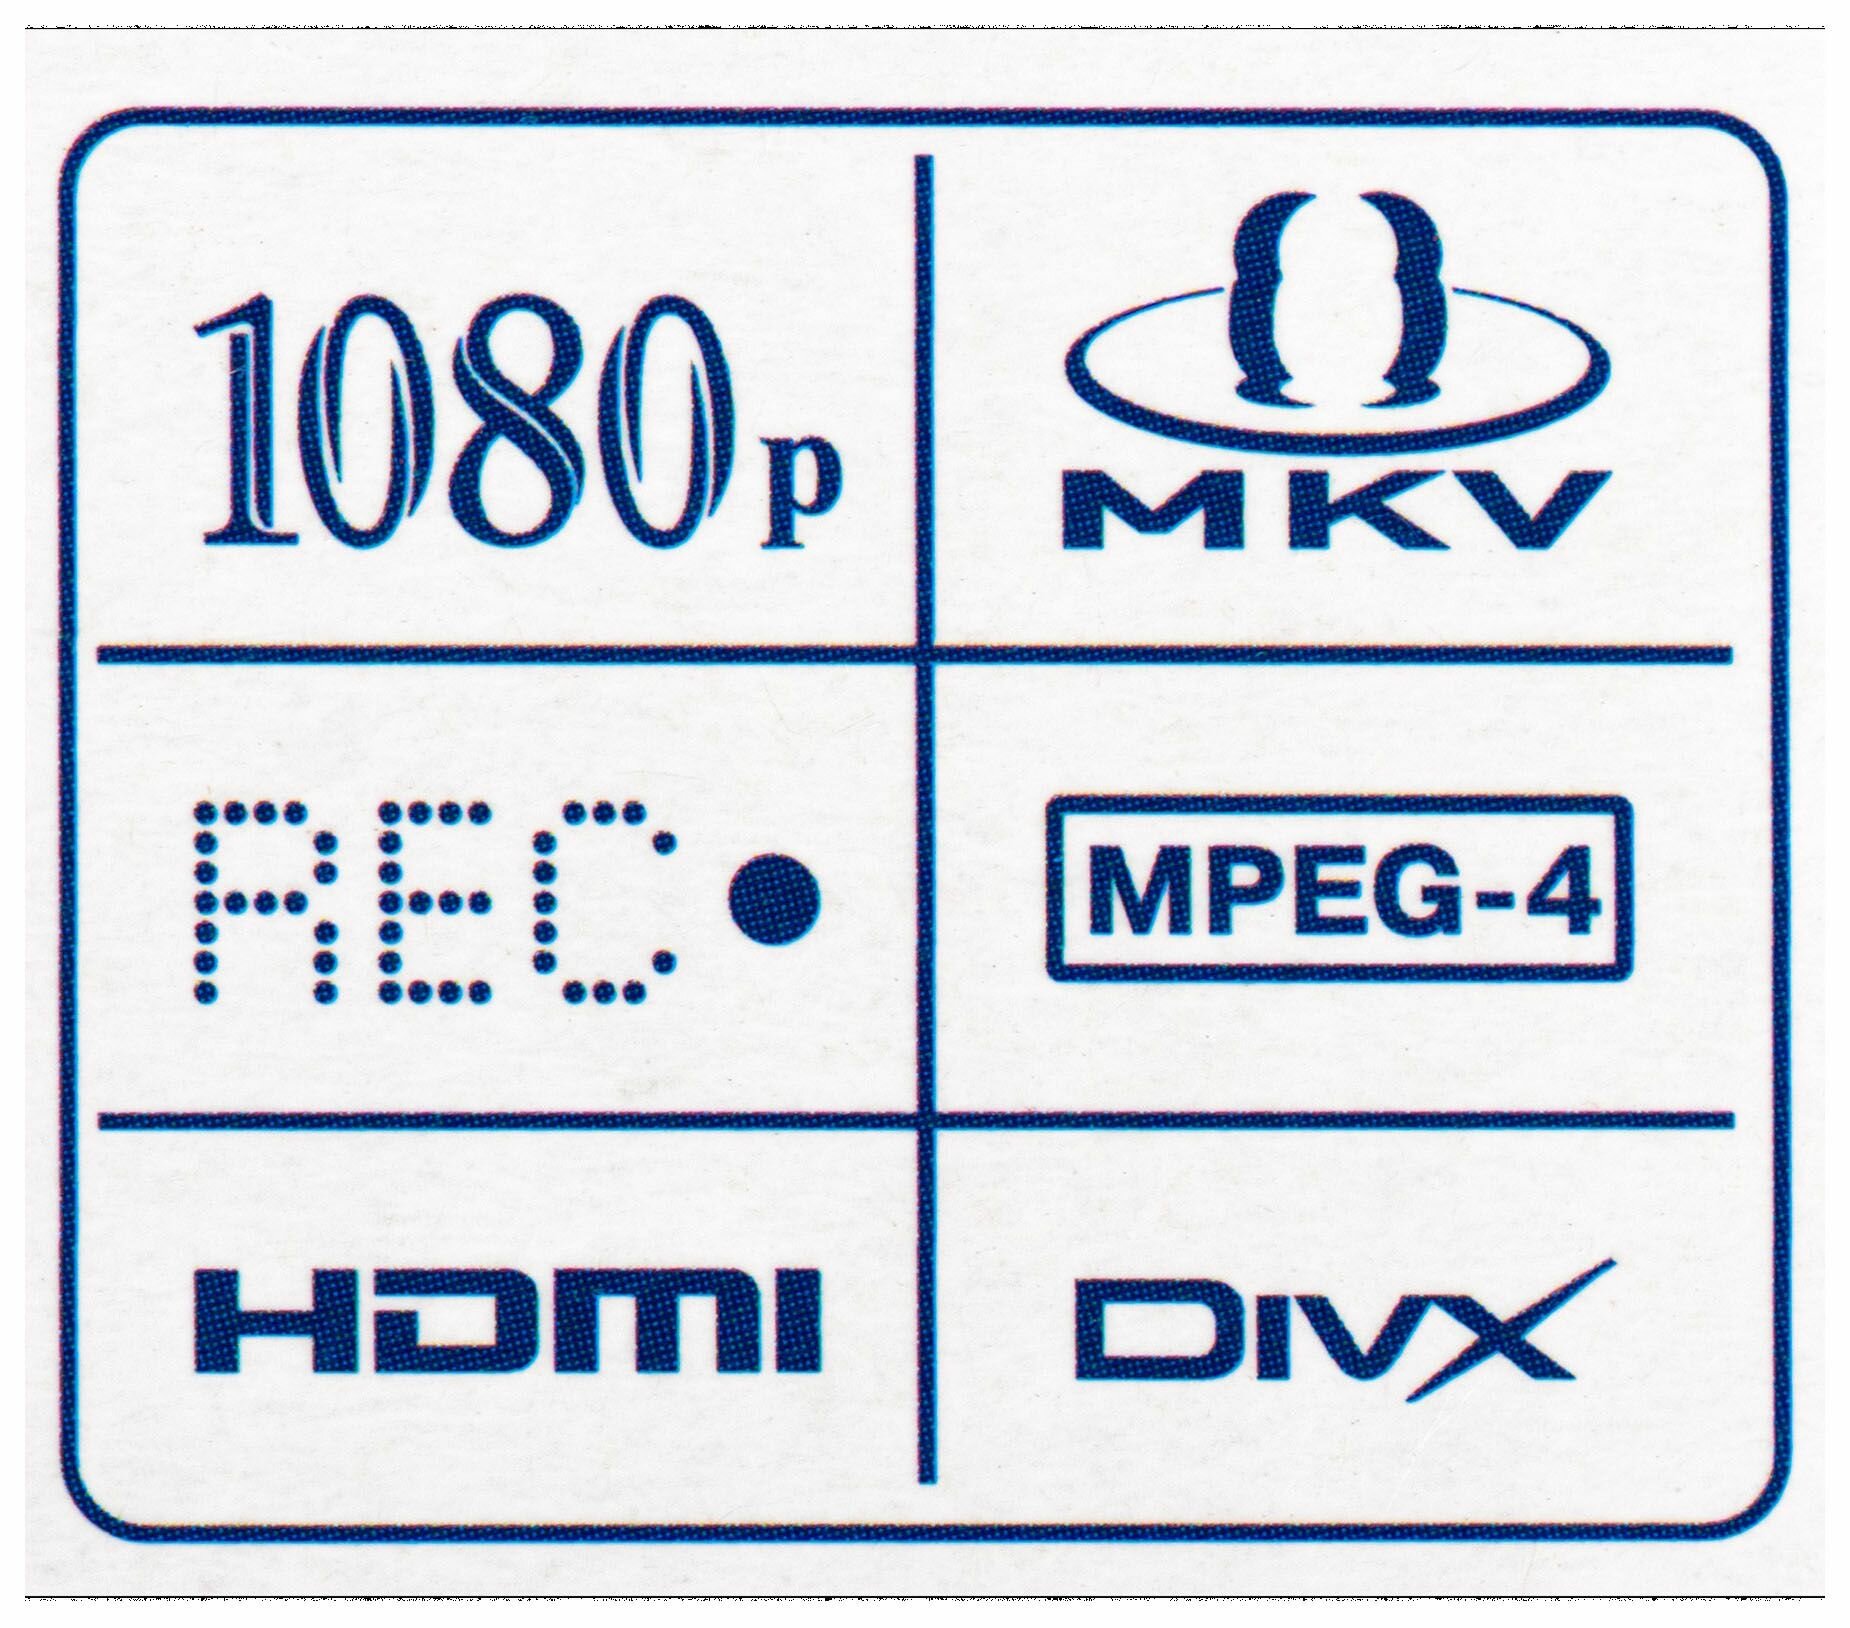 1080p
MKV
REC
MPEG-4
HDMI
DIVX